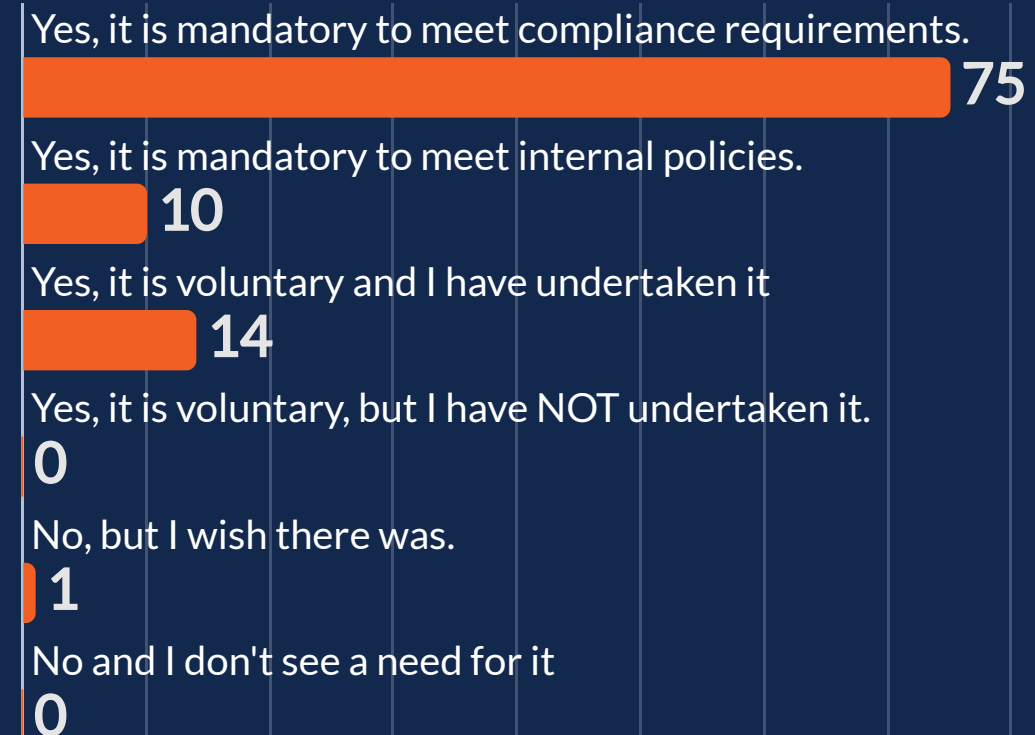 Yes, it is mandatory to meet compliance requirements.
75
Yes, it is mandatory to meet internal policies.
10
Yes, it is voluntary and I have undertaken it
14
Yes, it is voluntary, but I have NOT undertaken it.
0
No, but I wish there was.
1
No and I don't see a need for it
0